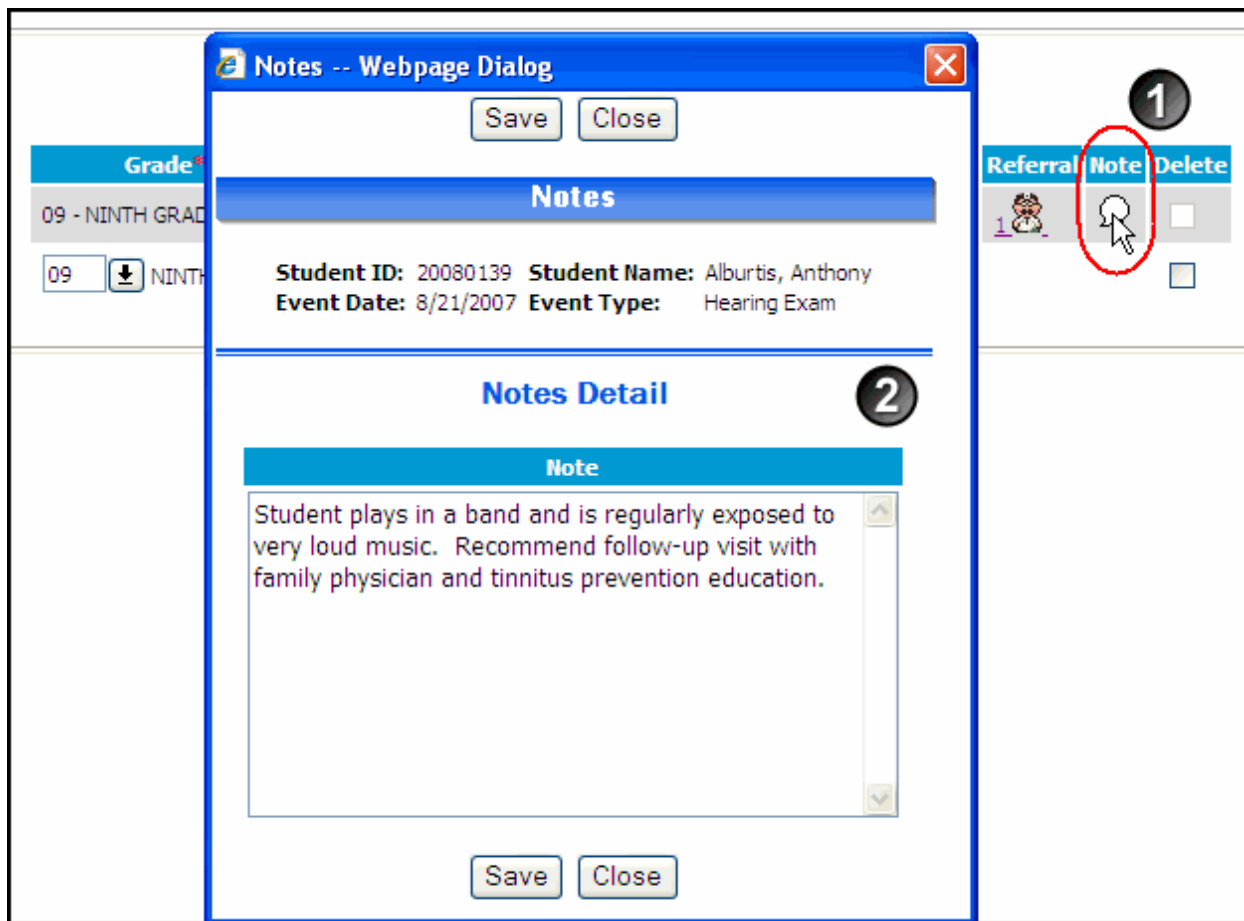 Notes -- Webpage Dialog
Save Close
1
Grade*
Referral Note Delete
Notes
09 - NINTH GRAD
1
Student ID: 20080139 Student Name: Alburtis, Anthony
09 NINTH
Event Date: 8/21/2007 Event Type: Hearing Exam
Notes Detail
2
Note
Student plays in a band and is regularly exposed to
very loud music. Recommend follow-up visit with
family physician and tinnitus prevention education.
Save Close